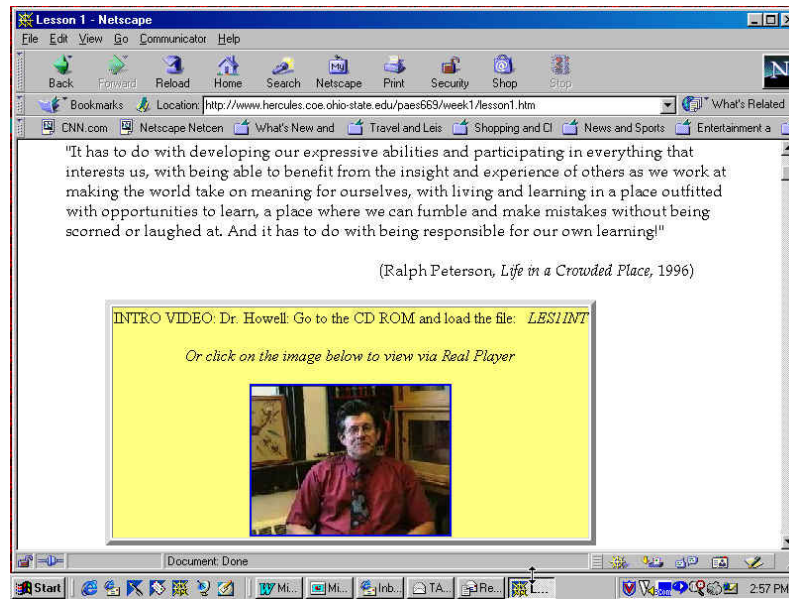 Lesson 1 - Netscape
File Edit View Go Communicator Help
Back Forward Reload Home Search Netscape Print Security Shop Stop
Bookmarks Location: http://www.hercules.coe.ohio-state.edu/paes669/week1/lesson1.htm What's Related
CNN.com Netscape Netcen What's New and Travel and Leis Shopping and Cl News and Sports Entertainment a
"It has to do with developing our expressive abilities and participating in everything that
interests us, with being able to benefit from the insight and experience of others as we work at
making the world take on meaning for ourselves, with living and learning in a place outfitted
with opportunities to learn, a place where we can fumble and make mistakes without being
scorned or laughed at. And it has to do with being responsible for our own learning!"
(Ralph Peterson, Life in a Crowded Place, 1996)
INTRO VIDEO: Dr. Howell: Go to the CD ROM and load the file: LES1INT
Or click on the image below to view via Real Player
Document: Done
Start Mi... Mi... Inb... TA... Re... L... 2:57 PM